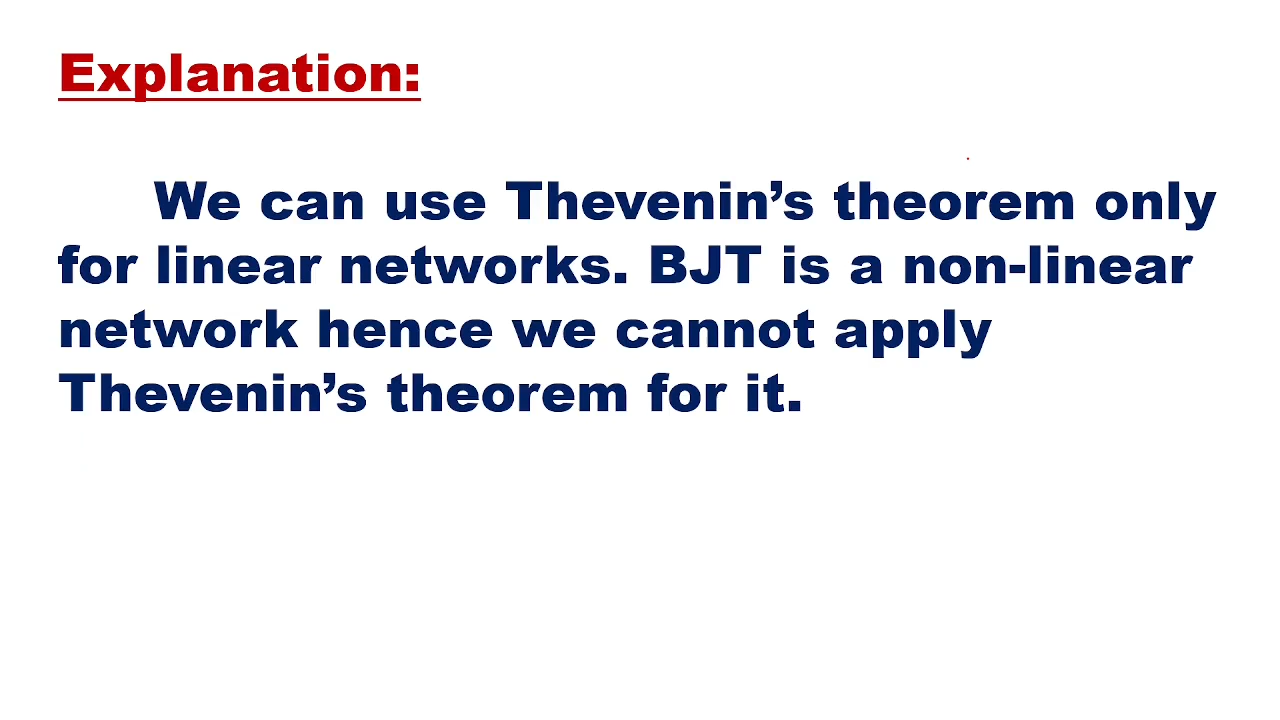 Explanation:
We can use Thevenin’s theorem only
for linear networks. BJT is a non-linear
network hence we cannot apply
Thevenin’s theorem for it.